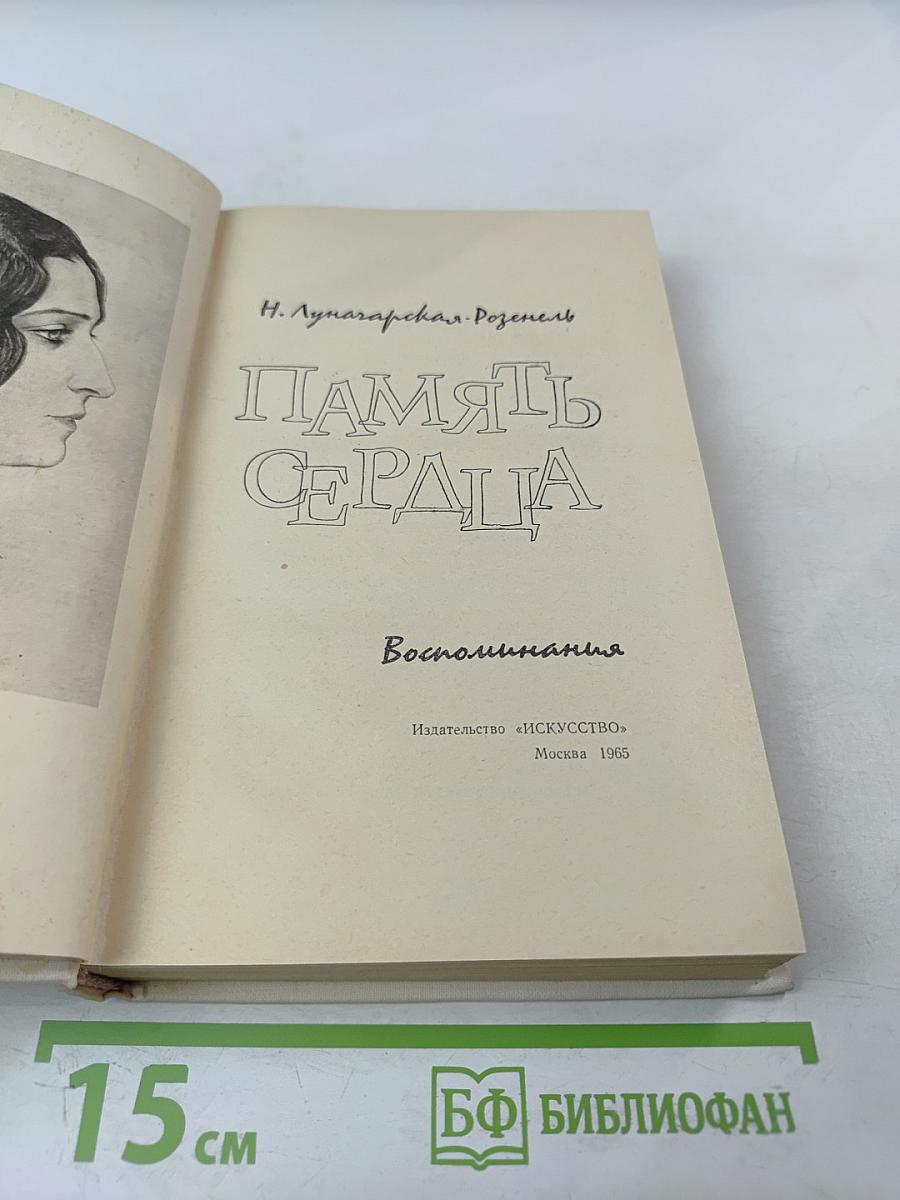 Н. Луначарская-Розенель
ПАМЯТЬ
СЕРДЦА
Воспоминания
Издательство «ИСКУССТВО»
Москва 1965
15 см
БФ БИБЛИОФАН